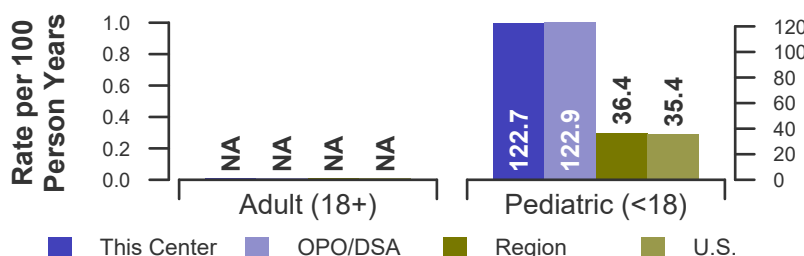 Rate per 100
Person Years
1.0
0.8
0.6
0.4
0.2
0.0
NA
NA
NA
NA
122.7
122.9
36.4
35.4
120
100
80
60
40
20
0
Adult (18+)
Pediatric (<18)
This Center OPO/DSA Region U.S.